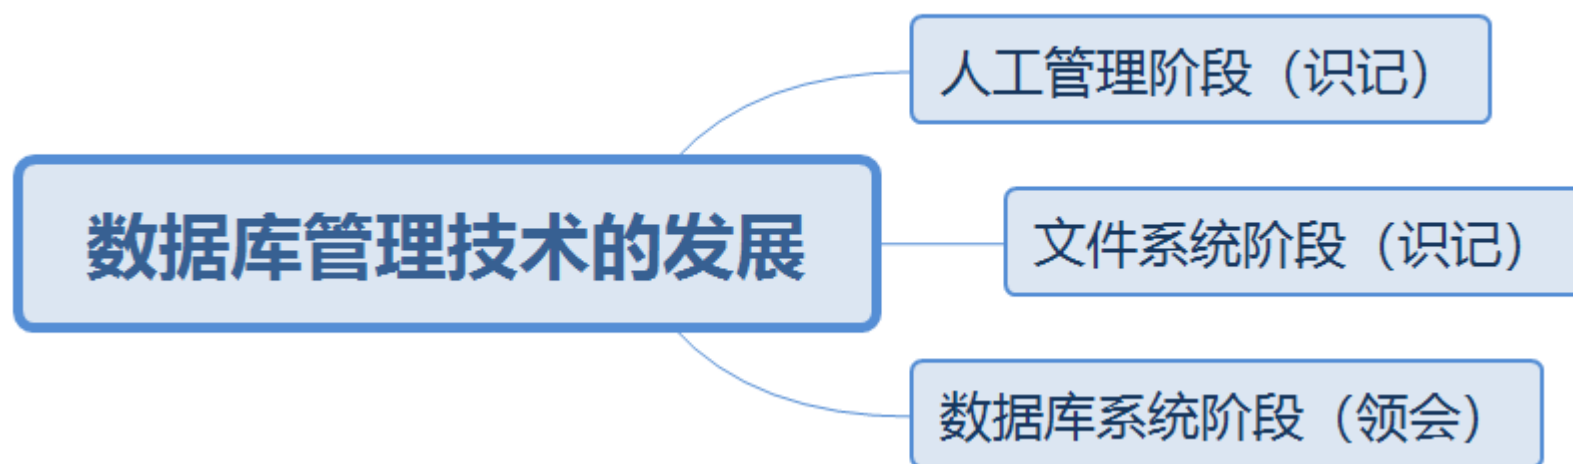 人工管理阶段（识记）
数据库管理技术的发展
文件系统阶段（识记）
数据库系统阶段（领会）